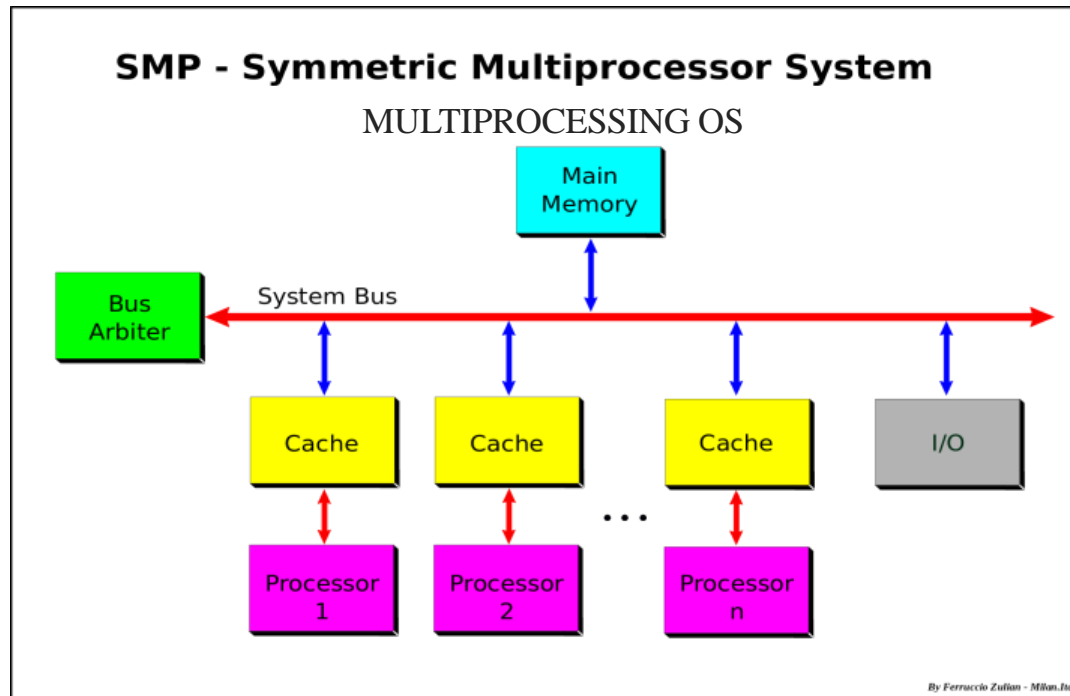 SMP - Symmetric Multiprocessor System
MULTIPROCESSING OS
Main
Memory
Bus
Arbiter
System Bus
Cache
Cache
Cache
I/O
...
Processor
1
Processor
2
Processor
n
By Ferruccio Zulian - Milan.Ita